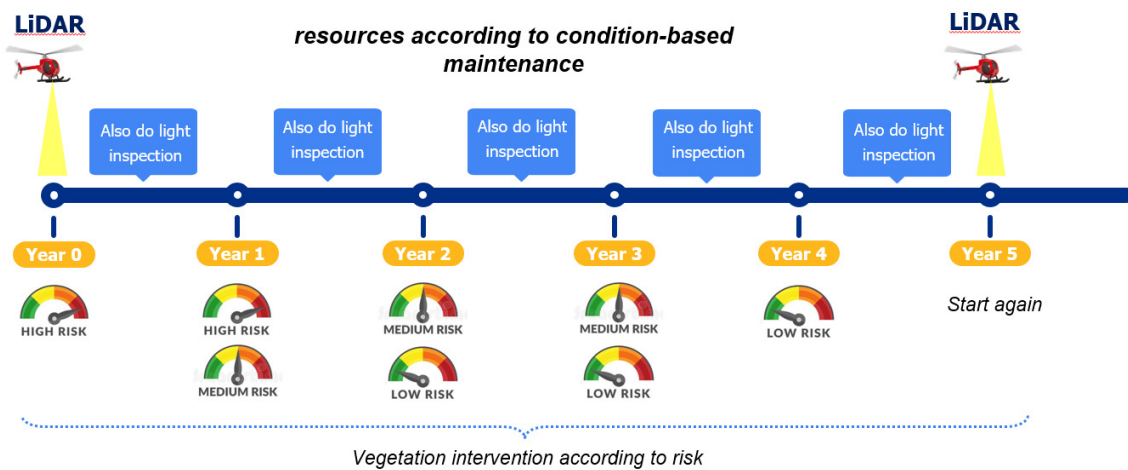 LiDAR
LiDAR
resources according to condition-based
maintenance
Also do light
inspection
Also do light
inspection
Also do light
inspection
Also do light
inspection
Also do light
inspection
Year 0
Year 1
Year 2
Year 3
Year 4
Year 5
HIGH RISK
HIGH RISK
MEDIUM RISK
MEDIUM RISK
LOW RISK
Start again
MEDIUM RISK
LOW RISK
LOW RISK
Vegetation intervention according to risk